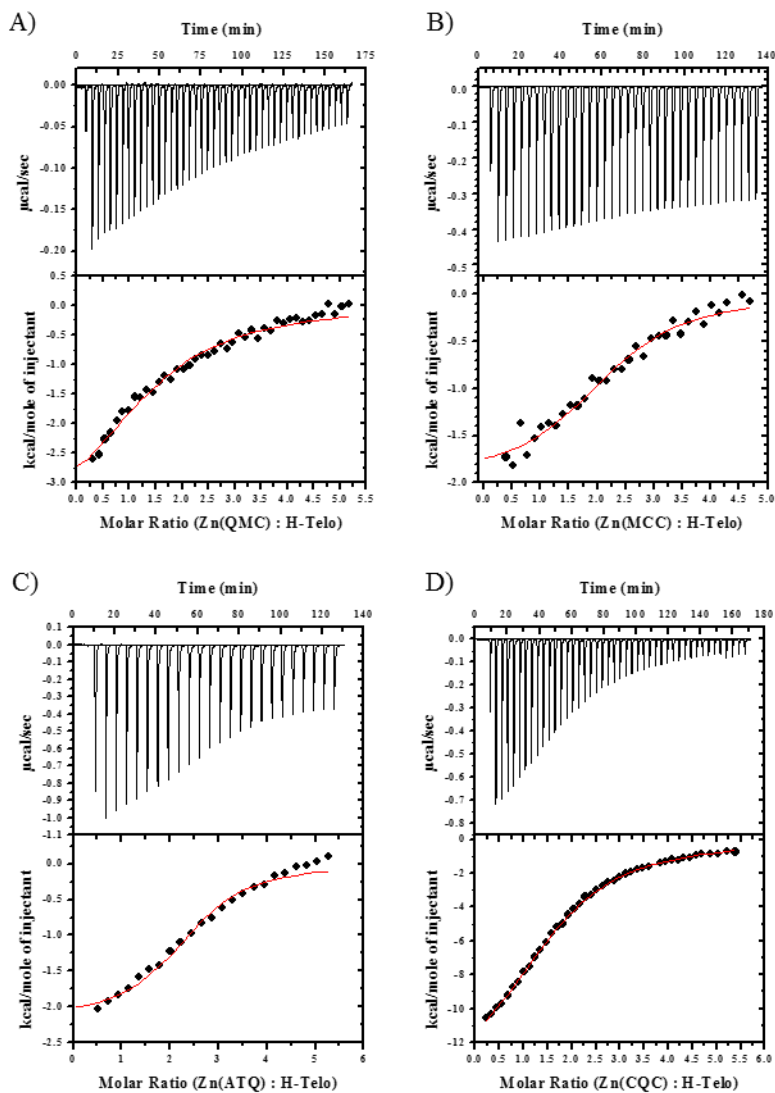 A)
Time (min)
0 25 50 75 100 125 150 175
0.00
-0.05
-0.10
-0.15
-0.20
µcal/sec
0.5
0.0
-0.5
-1.0
-1.5
-2.0
-2.5
-3.0
kcal/mole of injectant
0.0 0.5 1.0 1.5 2.0 2.5 3.0 3.5 4.0 4.5 5.0 5.5
Molar Ratio (Zn(QMC) : H-Telo)
B)
Time (min)
0 20 40 60 80 100 120 140
0.0
-0.1
-0.2
-0.3
-0.4
-0.5
µcal/sec
0.0
-0.5
-1.0
-1.5
-2.0
kcal/mole of injectant
0.0 0.5 1.0 1.5 2.0 2.5 3.0 3.5 4.0 4.5 5.0
Molar Ratio (Zn(MCC) : H-Telo)
C)
Time (min)
0 20 40 60 80 100 120 140
0.1
0.0
-0.1
-0.2
-0.3
-0.4
-0.5
-0.6
-0.7
-0.8
-0.9
-1.0
-1.1
µcal/sec
0.0
-0.5
-1.0
-1.5
-2.0
-2.5
kcal/mole of injectant
0 1 2 3 4 5 6
Molar Ratio (Zn(ATQ) : H-Telo)
D)
Time (min)
0 20 40 60 80 100 120 140 160 180
0.0
-0.1
-0.2
-0.3
-0.4
-0.5
-0.6
-0.7
-0.8
µcal/sec
0
-2
-4
-6
-8
-10
-12
kcal/mole of injectant
0.0 0.5 1.0 1.5 2.0 2.5 3.0 3.5 4.0 4.5 5.0 5.5 6.0
Molar Ratio (Zn(CQC) : H-Telo)